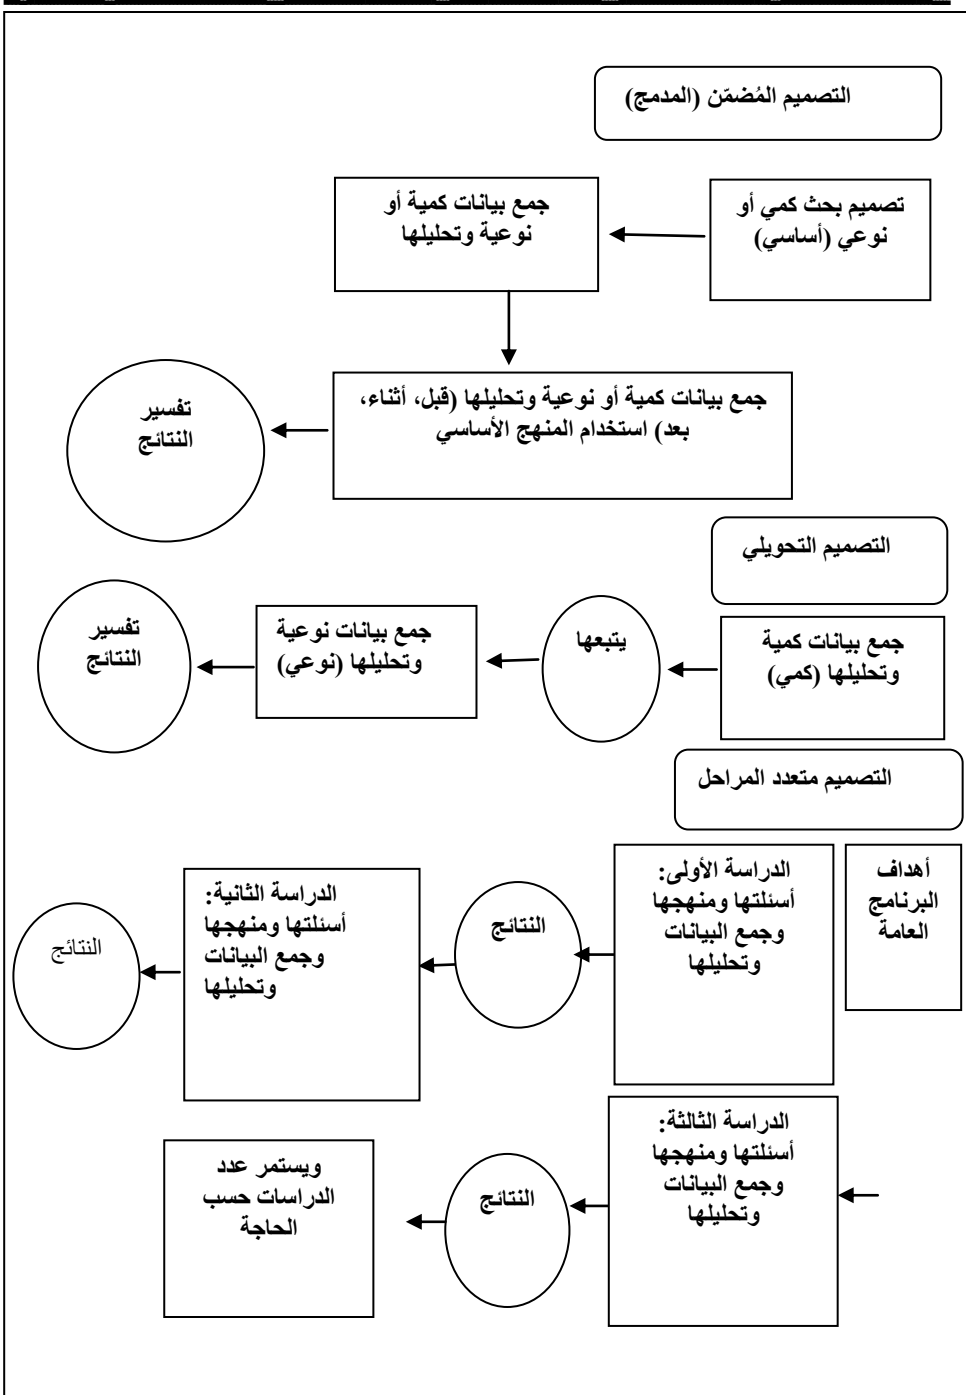 التصميم المُضمّن (المدمج)
تصميم بحث كمي أو
نوعي (أساسي)
جمع بيانات كمية أو
نوعية وتحليلها
جمع بيانات كمية أو نوعية وتحليلها (قبل، أثناء،
بعد) استخدام المنهج الأساسي
تفسير
النتائج
التصميم التحويلي
جمع بيانات كمية
وتحليلها (كمي)
يتبعها
جمع بيانات نوعية
وتحليلها (نوعي)
تفسير
النتائج
التصميم متعدد المراحل
أهداف
البرنامج
العامة
الدراسة الأولى:
أسئلتها ومنهجها
وجمع البيانات
وتحليلها
النتائج
الدراسة الثانية:
أسئلتها ومنهجها
وجمع البيانات
وتحليلها
النتائج
الدراسة الثالثة:
أسئلتها ومنهجها
وجمع البيانات
وتحليلها
النتائج
ويستمر عدد
الدراسات حسب
الحاجة